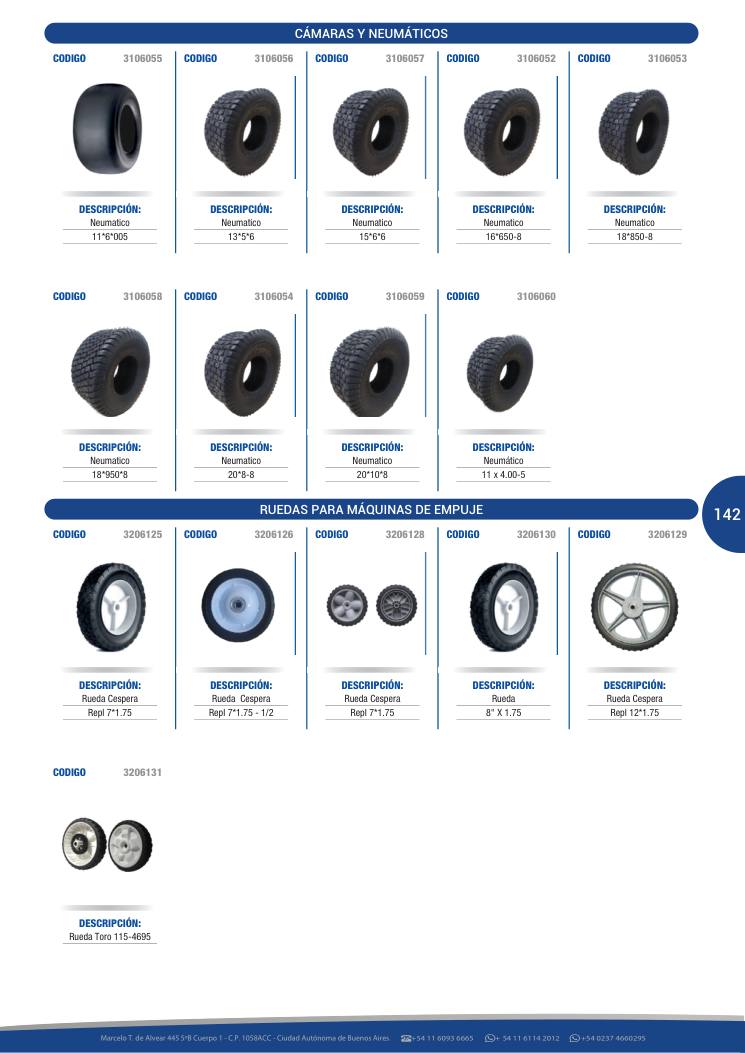 CÁMARAS Y NEUMÁTICOS
CODIGO 3106055
DESCRIPCIÓN:
Neumatico
11*6*005
CODIGO 3106056
DESCRIPCIÓN:
Neumatico
13*5*6
CODIGO 3106057
DESCRIPCIÓN:
Neumatico
15*6*6
CODIGO 3106052
DESCRIPCIÓN:
Neumatico
16*650-8
CODIGO 3106053
DESCRIPCIÓN:
Neumatico
18*850-8
CODIGO 3106058
DESCRIPCIÓN:
Neumatico
18*950*8
CODIGO 3106054
DESCRIPCIÓN:
Neumatico
20*8-8
CODIGO 3106059
DESCRIPCIÓN:
Neumatico
20*10*8
CODIGO 3106060
DESCRIPCIÓN:
Neumático
11 x 4.00-5
142
RUEDAS PARA MÁQUINAS DE EMPUJE
CODIGO 3206125
DESCRIPCIÓN:
Rueda Cespera
Repl 7*1.75
CODIGO 3206126
DESCRIPCIÓN:
Rueda Cespera
Repl 7*1.75 - 1/2
CODIGO 3206128
DESCRIPCIÓN:
Rueda Cespera
Repl 7*1.75
CODIGO 3206130
DESCRIPCIÓN:
Rueda
8" X 1.75
CODIGO 3206129
DESCRIPCIÓN:
Rueda Cespera
Repl 12*1.75
CODIGO 3206131
DESCRIPCIÓN:
Rueda Toro 115-4695
Marcelo T. de Alvear 445 5ºB Cuerpo 1 - C.P. 1058ACC - Ciudad Autónoma de Buenos Aires. +54 11 6093 6665 + 54 11 6114 2012 +54 0237 4660295